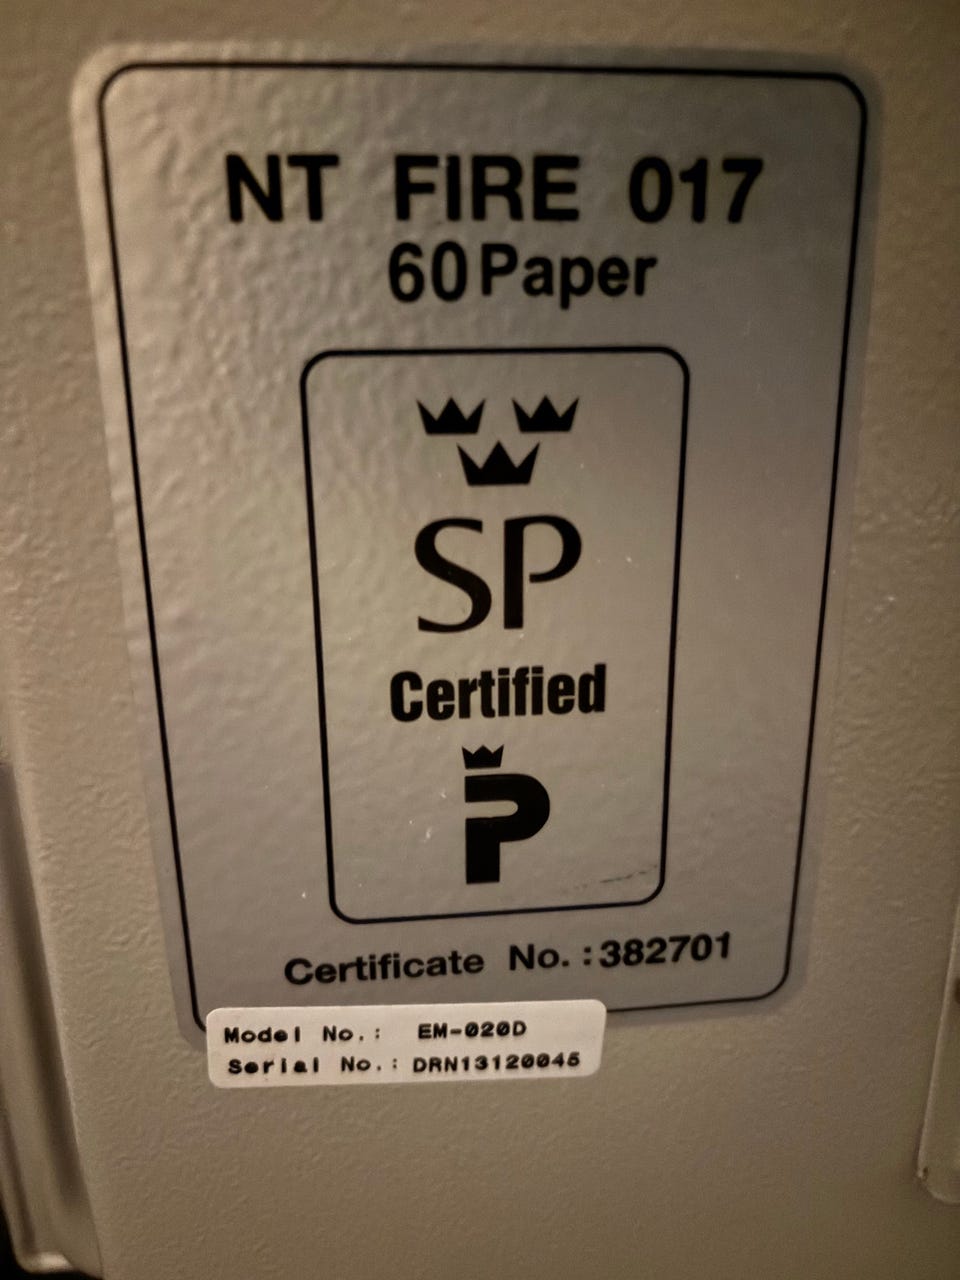 NT FIRE 017
60 Paper
SP
Certified
P
Certificate No.:382701
Model No.: EM-020D
Serial No.: DRN13120045